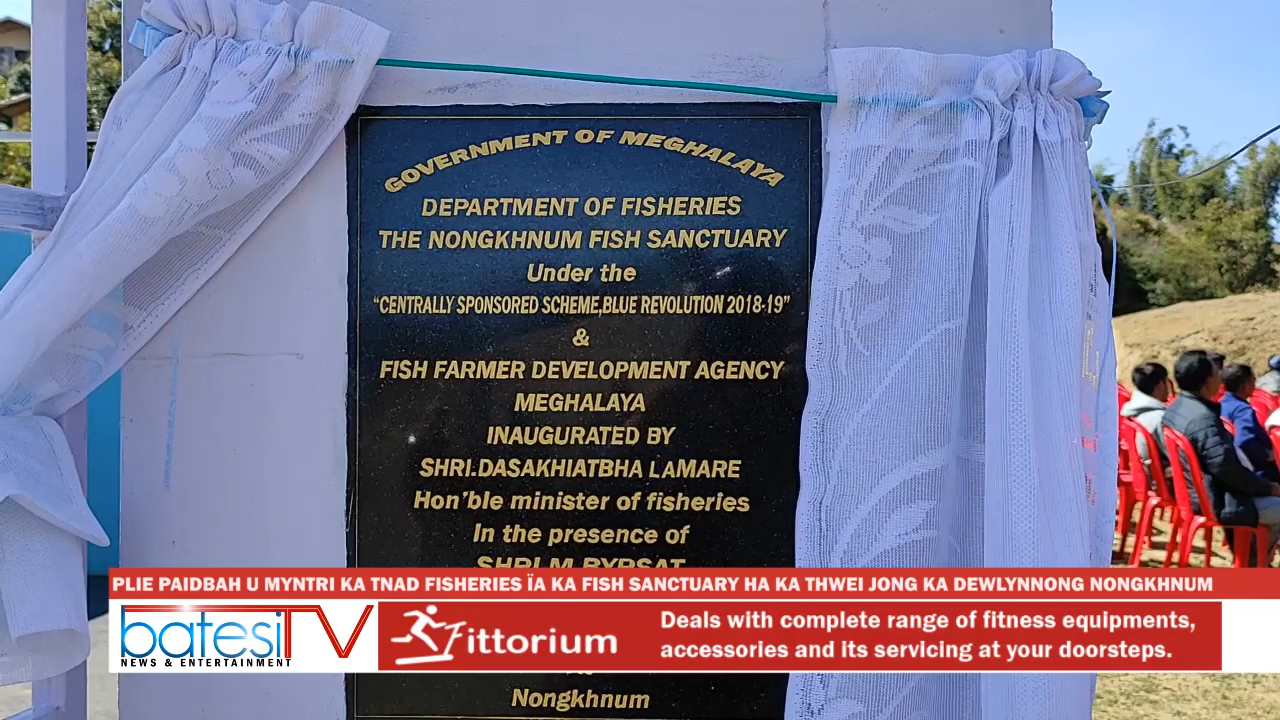 GOVERNMENT OF MEGHALAYA
DEPARTMENT OF FISHERIES
THE NONGKHNUM FISH SANCTUARY
Under the
"CENTRALLY SPONSORED SCHEME,BLUE REVOLUTION 2018-19"
&
FISH FARMER DEVELOPMENT AGENCY
MEGHALAYA
INAUGURATED BY
SHRI.DASAKHIATBHA LAMARE
Hon'ble minister of fisheries
In the presence of
PLIE PAIDBAH U MYNTRI KA TNAD FISHERIES ÏA KA FISH SANCTUARY HA KA THWEI JONG KA DEWLYNNONG NONGKHNUM
batesi TV
NEWS & ENTERTAINMENT
Fittorium
Deals with complete range of fitness equipments,
accessories and its servicing at your doorsteps.
Nongkhnum